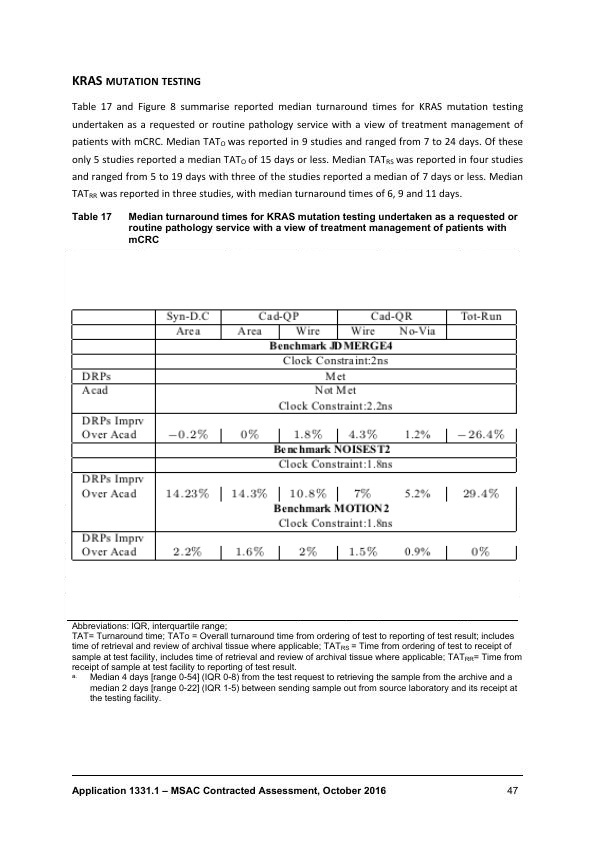 KRAS MUTATION TESTING
Table 17 and Figure 8 summarise reported median turnaround times for KRAS mutation testing
undertaken as a requested or routine pathology service with a view of treatment management of
patients with mCRC. Median TATO was reported in 9 studies and ranged from 7 to 24 days. Of these
only 5 studies reported a median TATO of 15 days or less. Median TATRS was reported in four studies
and ranged from 5 to 19 days with three of the studies reported a median of 7 days or less. Median
TATRR was reported in three studies, with median turnaround times of 6, 9 and 11 days.
Table 17 Median turnaround times for KRAS mutation testing undertaken as a requested or
routine pathology service with a view of treatment management of patients with
mCRC
Syn-D.C Cad-QP Cad-QR Tot-Run
Area Area Wire Wire No-Via
Benchmark JDMERGE4
Clock Constraint:2ns
DRPs Met
Acad Not Met
Clock Constraint:2.2ns
DRPs Imprv
Over Acad −0.2% 0% 1.8% 4.3% 1.2% −26.4%
Benchmark NOISEST2
Clock Constraint:1.8ns
DRPs Imprv
Over Acad 14.23% 14.3% 10.8% 7% 5.2% 29.4%
Benchmark MOTION2
Clock Constraint:1.8ns
DRPs Imprv
Over Acad 2.2% 1.6% 2% 1.5% 0.9% 0%
Abbreviations: IQR, interquartile range;
TAT= Turnaround time; TATO = Overall turnaround time from ordering of test to reporting of test result; includes
time of retrieval and review of archival tissue where applicable; TATRS = Time from ordering of test to receipt of
sample at test facility, includes time of retrieval and review of archival tissue where applicable; TATRR= Time from
receipt of sample at test facility to reporting of test result.
a. Median 4 days [range 0-54] (IQR 0-8) from the test request to retrieving the sample from the archive and a
median 2 days [range 0-22] (IQR 1-5) between sending sample out from source laboratory and its receipt at
the testing facility.
Application 1331.1 – MSAC Contracted Assessment, October 2016 47